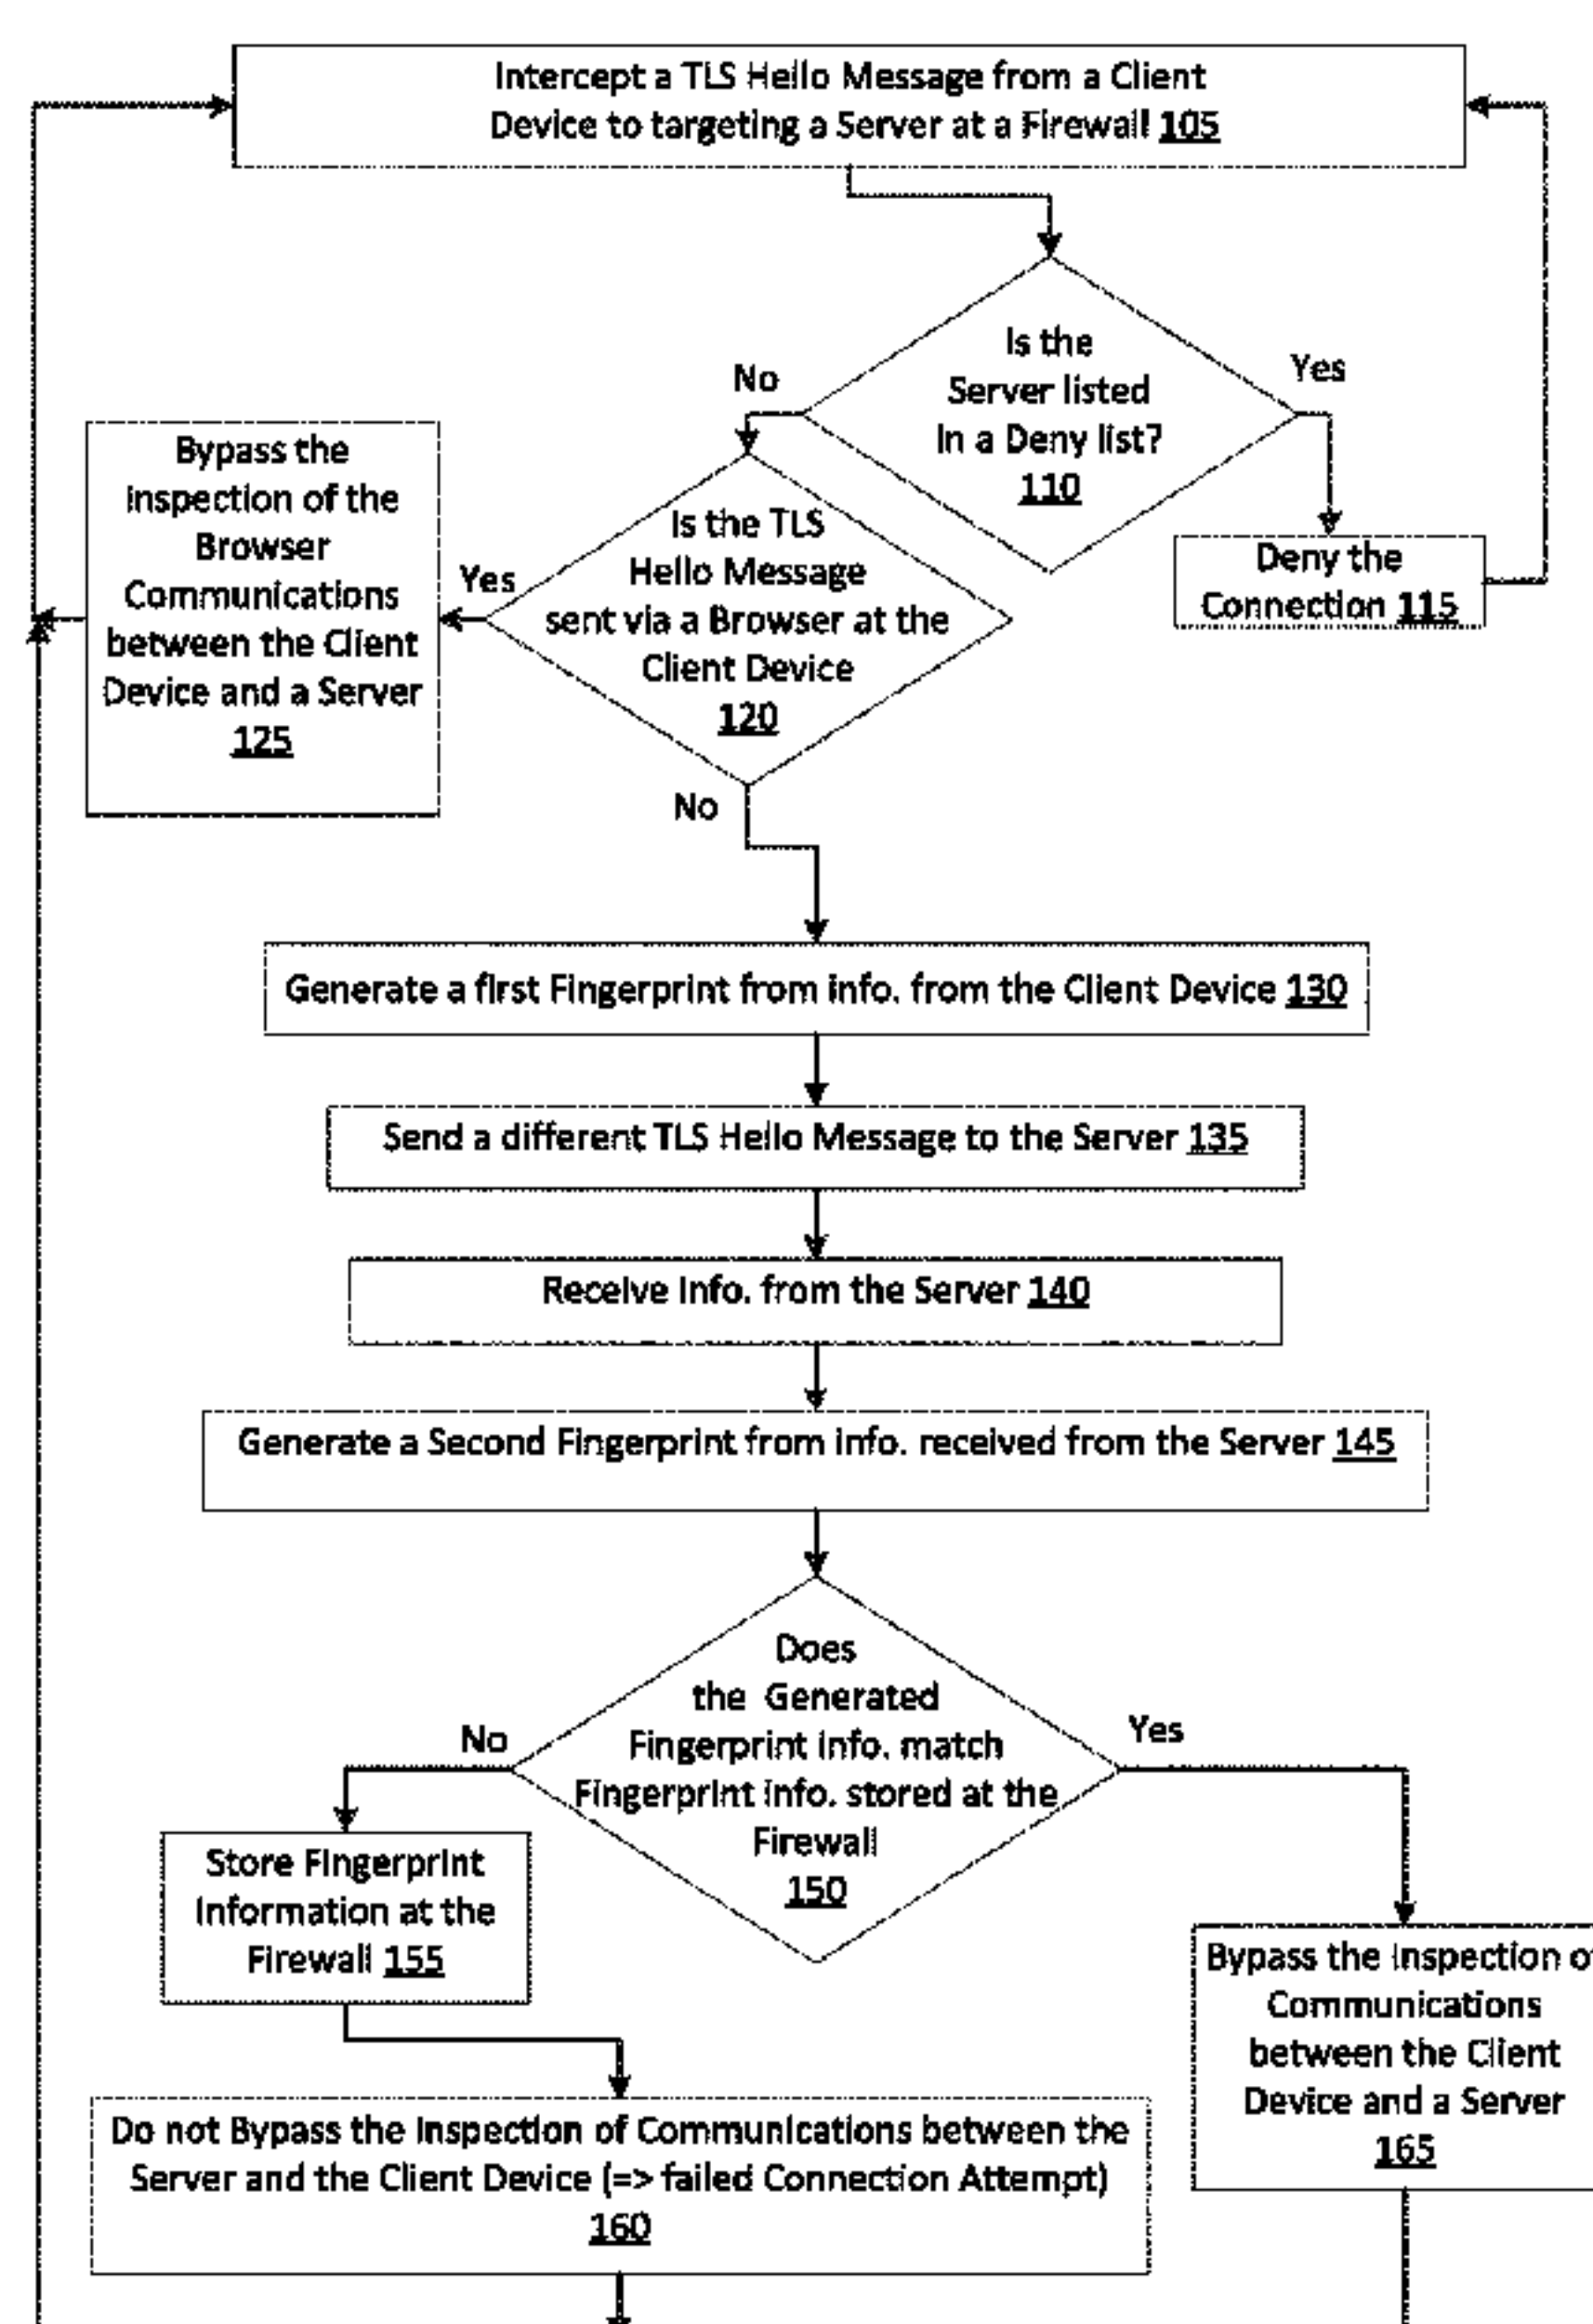 Intercept a TLS Hello Message from a Client
Device to targeting a Server at a Firewall 105
Is the
Server listed
in a Deny list?
110
No
Yes
Deny the
Connection 115
Is the TLS
Hello Message
sent via a Browser at the
Client Device
120
Yes
No
Bypass the
Inspection of the
Browser
Communications
between the Client
Device and a Server
125
Generate a first Fingerprint from info. from the Client Device 130
Send a different TLS Hello Message to the Server 135
Receive Info. from the Server 140
Generate a Second Fingerprint from info. received from the Server 145
Does
the Generated
Fingerprint info. match
Fingerprint info. stored at the
Firewall
150
No
Yes
Store Fingerprint
Information at the
Firewall 155
Do not Bypass the Inspection of Communications between the
Server and the Client Device (=> failed Connection Attempt)
160
Bypass the Inspection of
Communications
between the Client
Device and a Server
165